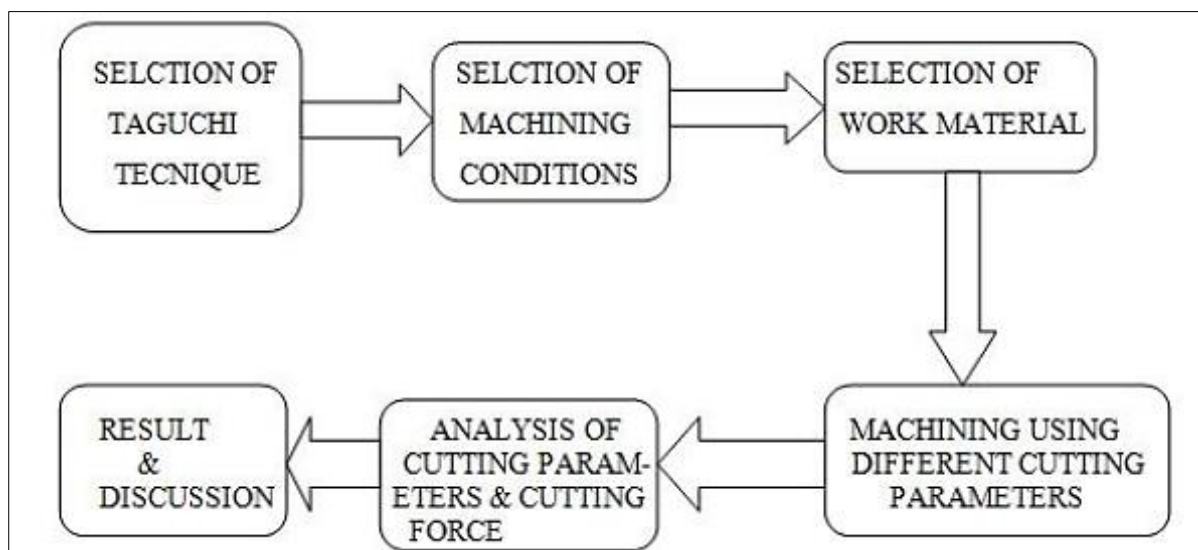 SELCTION OF
TAGUCHI
TECNIQUE
SELCTION OF
MACHINING
CONDITIONS
SELECTION OF
WORK MATERIAL
MACHINING USING
DIFFERENT CUTTING
PARAMETERS
ANALYSIS OF
CUTTING PARAM-
ETERS & CUTTING
FORCE
RESULT
&
DISCUSSION